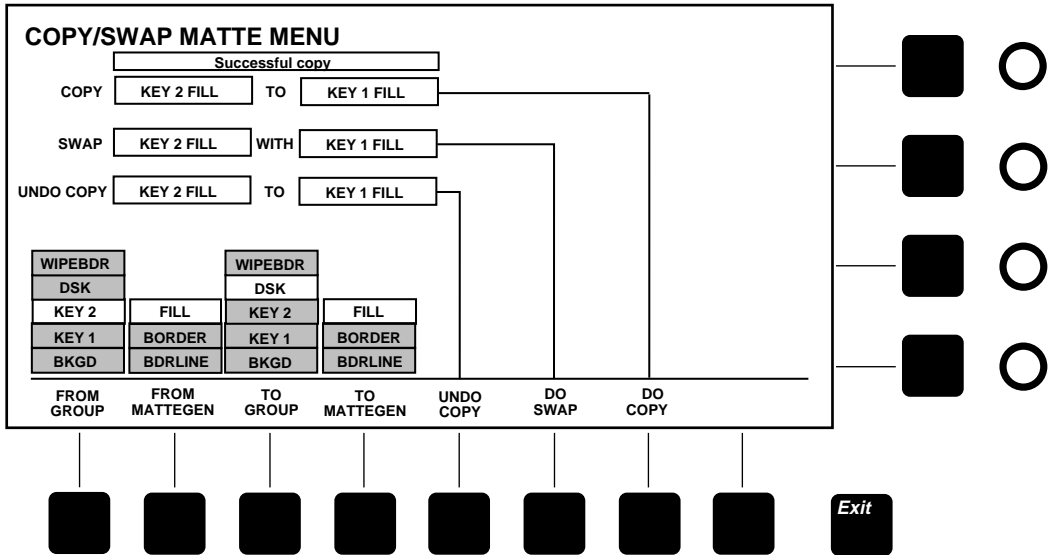 COPY/SWAP MATTE MENU
Successful copy
COPY KEY 2 FILL TO KEY 1 FILL
SWAP KEY 2 FILL WITH KEY 1 FILL
UNDO COPY KEY 2 FILL TO KEY 1 FILL
WIPEBDR WIPEBDR
DSK DSK
KEY 2 FILL KEY 2 FILL
KEY 1 BORDER KEY 1 BORDER
BKGD BDRLINE BKGD BDRLINE
FROM FROM TO TO UNDO DO DO
GROUP MATTEGEN GROUP MATTEGEN COPY SWAP COPY
Exit